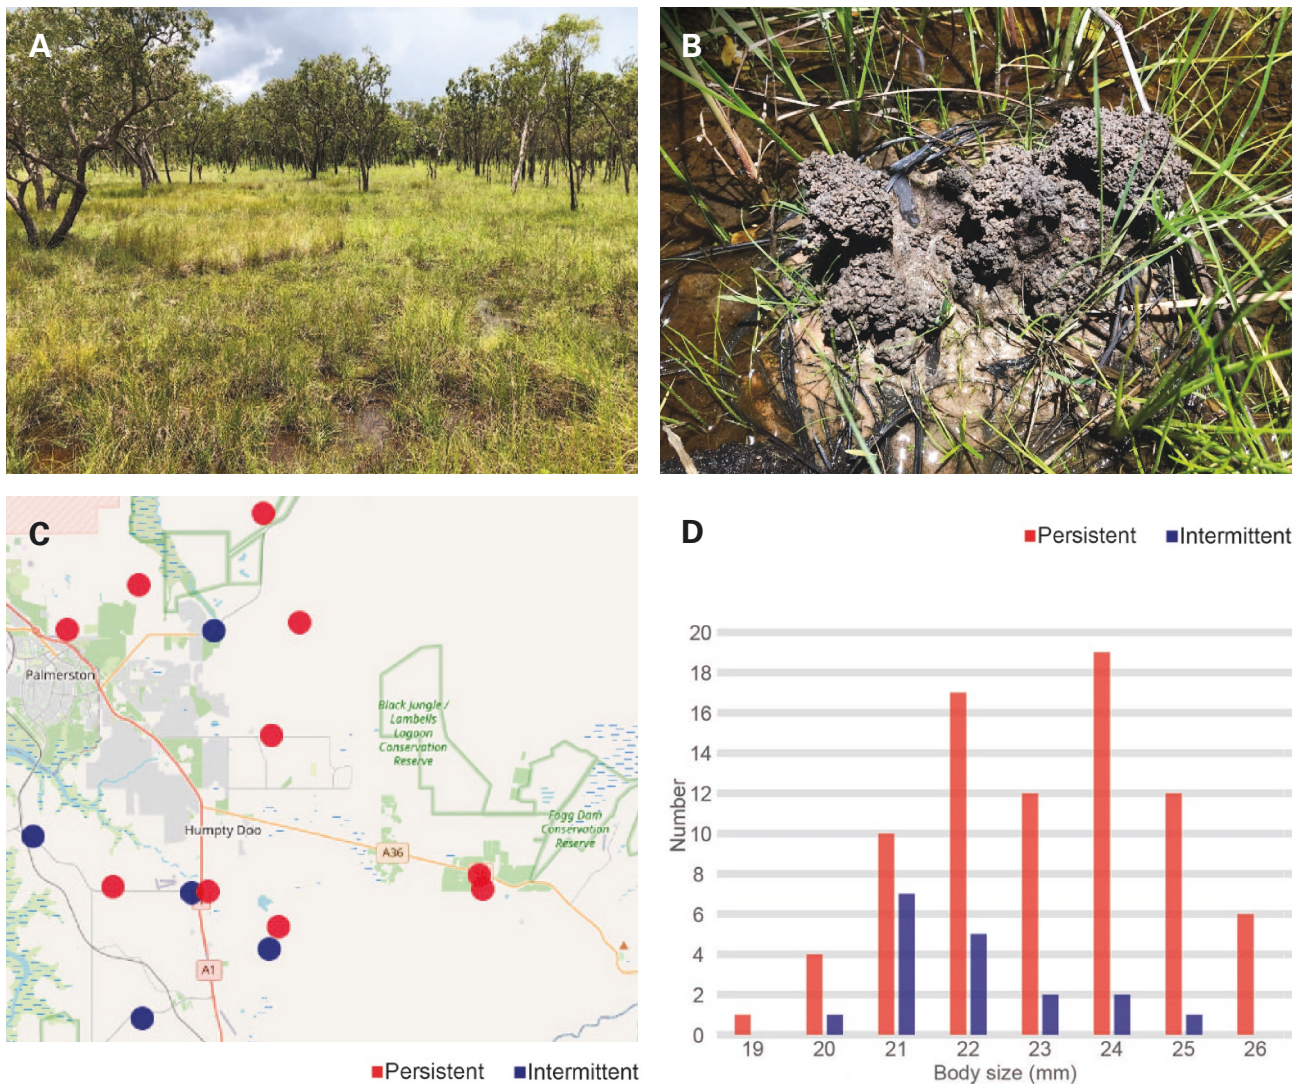 A
B
C
Palmerston
Black Jungle /
Lambells
Lagoon
Conservation
Reserve
Fogg Dam
Conservation
Reserve
Humpty Doo
A36
A1
Persistent Intermittent
D
Persistent Intermittent
20
18
16
14
12
10
8
6
4
2
0
Number
19 20 21 22 23 24 25 26
Body size (mm)